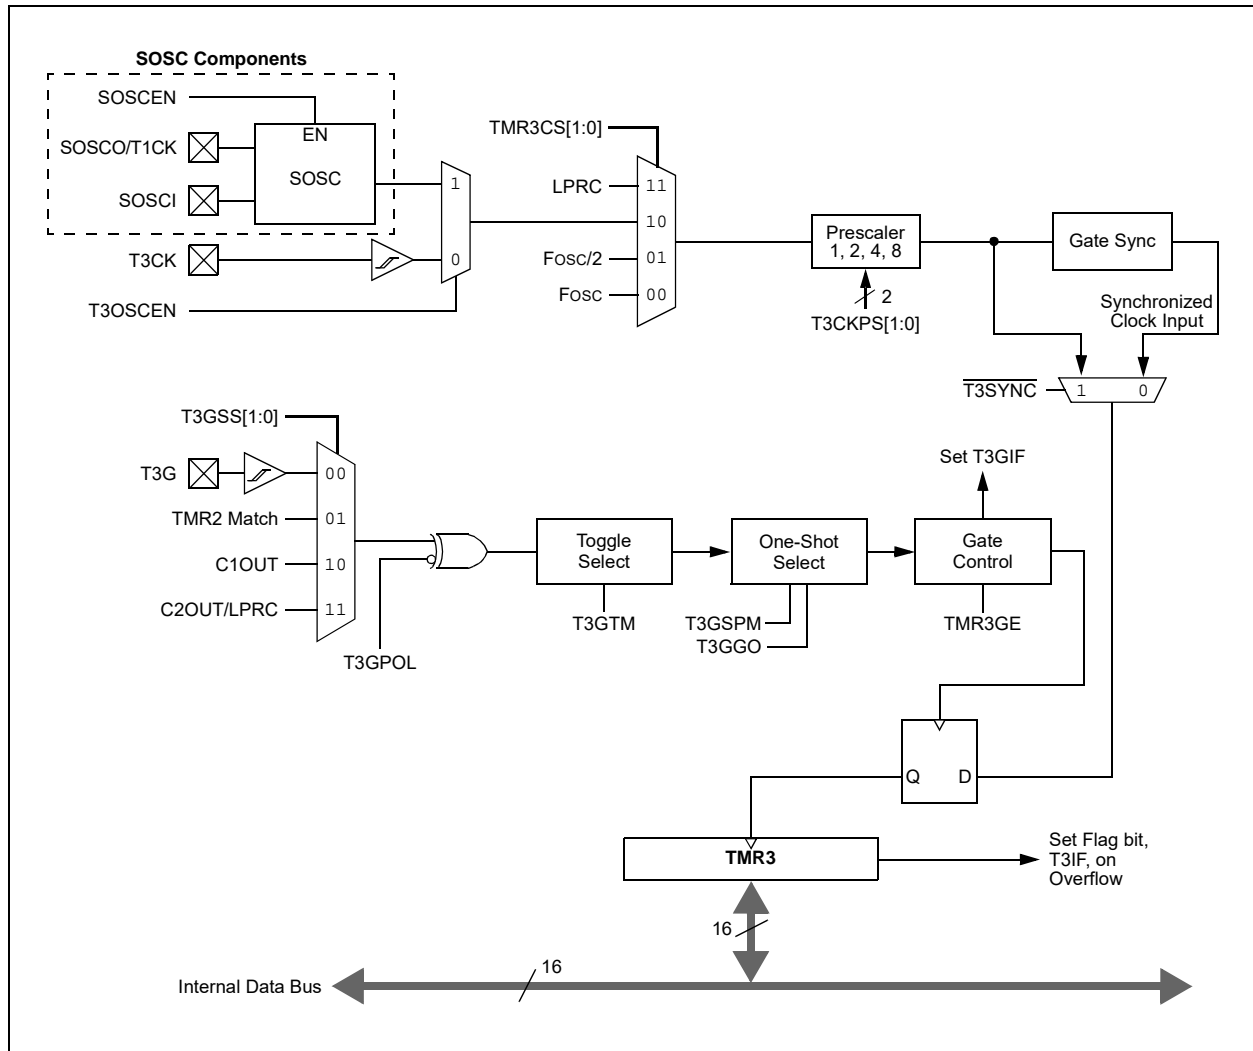 SOSC Components
SOSCEN
EN
SOSCO/T1CK
SOSC
SOSCI
T3CK
T3OSCEN
1
0
TMR3CS[1:0]
LPRC
11
10
FOSC/2
01
FOSC
00
Prescaler
1, 2, 4, 8
2
T3CKPS[1:0]
Gate Sync
Synchronized
Clock Input
T3SYNC
1
0
T3GSS[1:0]
T3G
00
TMR2 Match
01
C1OUT
10
C2OUT/LPRC
11
T3GPOL
Toggle
Select
T3GTM
One-Shot
Select
T3GSPM
T3GGO
Set T3GIF
Gate
Control
TMR3GE
Q
D
TMR3
Set Flag bit,
T3IF, on
Overflow
16
16
Internal Data Bus